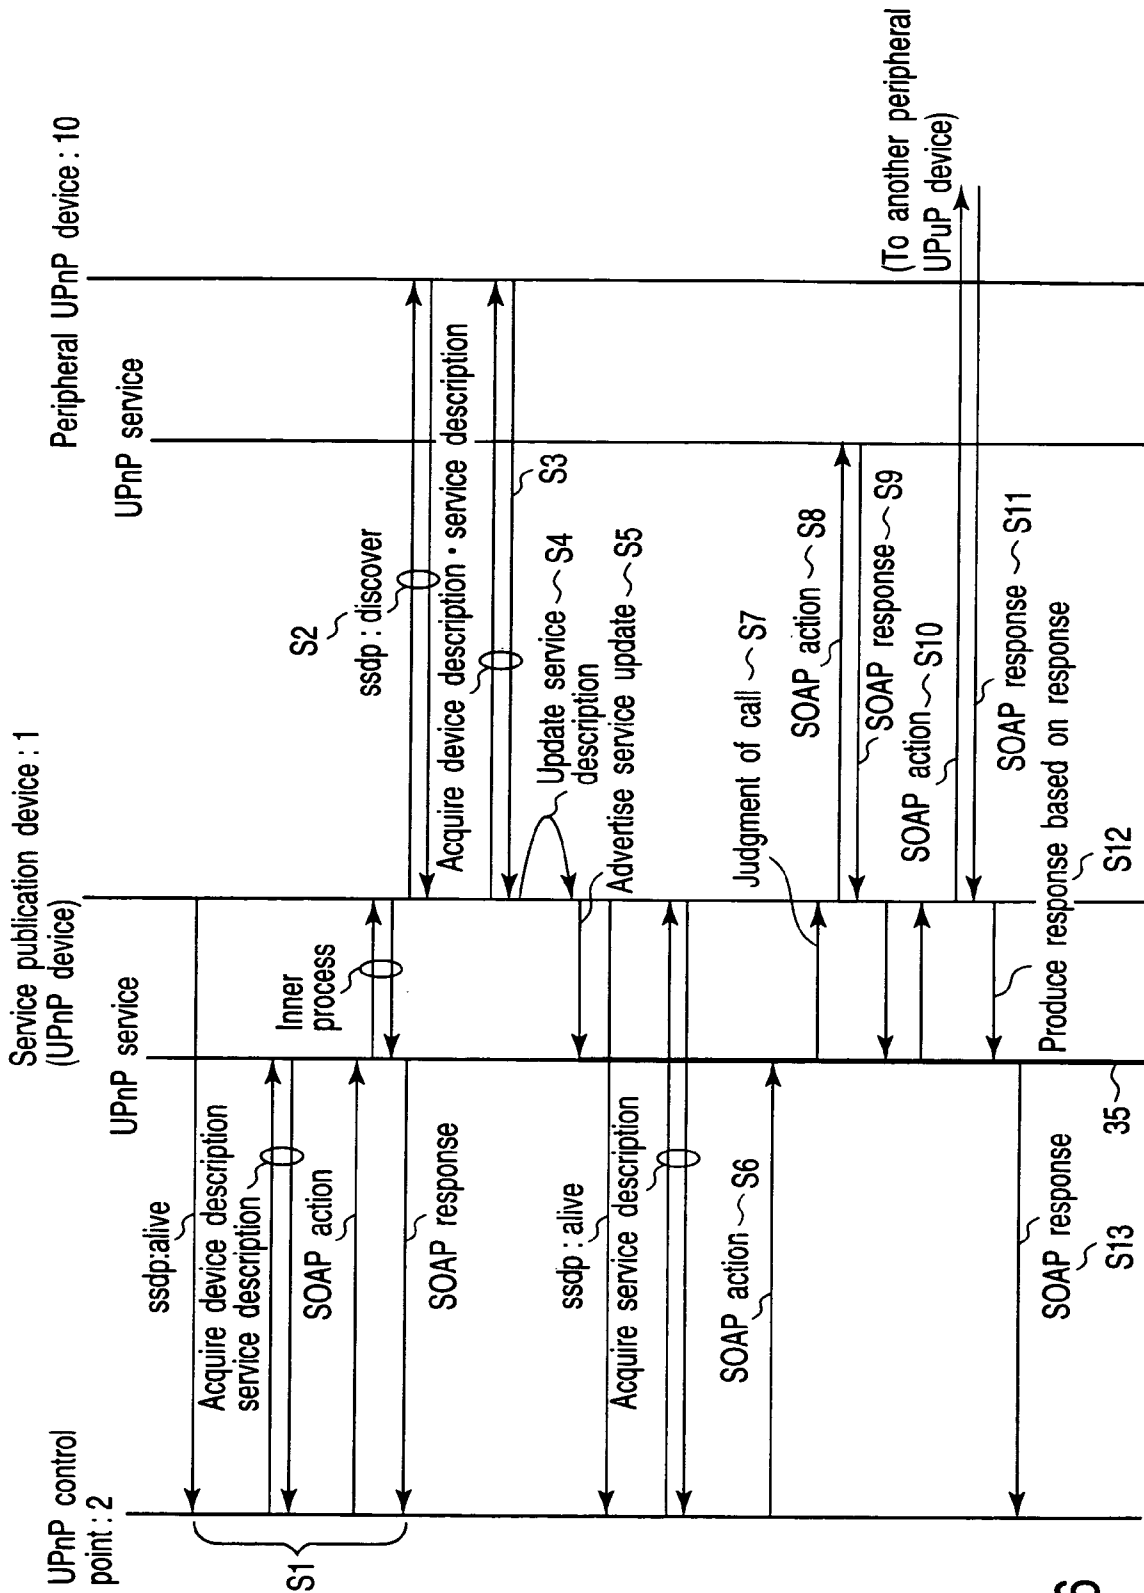 UPnP control
point : 2
Service publication device : 1
(UPnP device)
UPnP service
Peripheral UPnP device : 10
UPnP service
S1
ssdp:alive
Acquire device description
service description
SOAP action
Inner
process
SOAP response
S2
ssdp : discover
Acquire device description · service description
S3
Update service
description
S4
Advertise service update
S5
ssdp : alive
Acquire service description
SOAP action
S6
Judgment of call
S7
SOAP action
S8
SOAP response
S9
SOAP action
S10
(To another peripheral
UPuP device)
SOAP response
S11
Produce response based on response
S12
SOAP response
S13
35